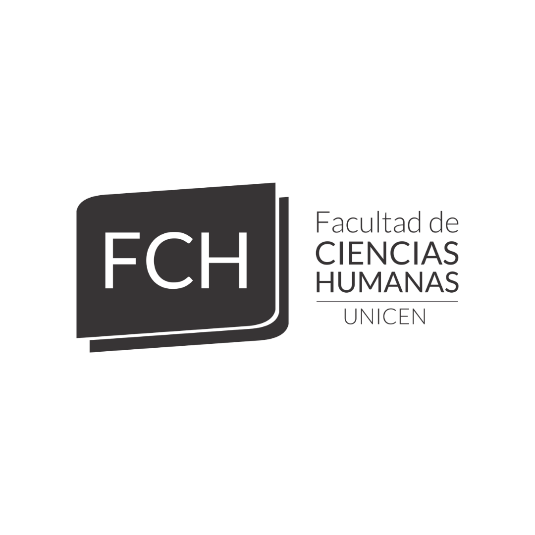 FCH
Facultad de
CIENCIAS
HUMANAS
UNICEN